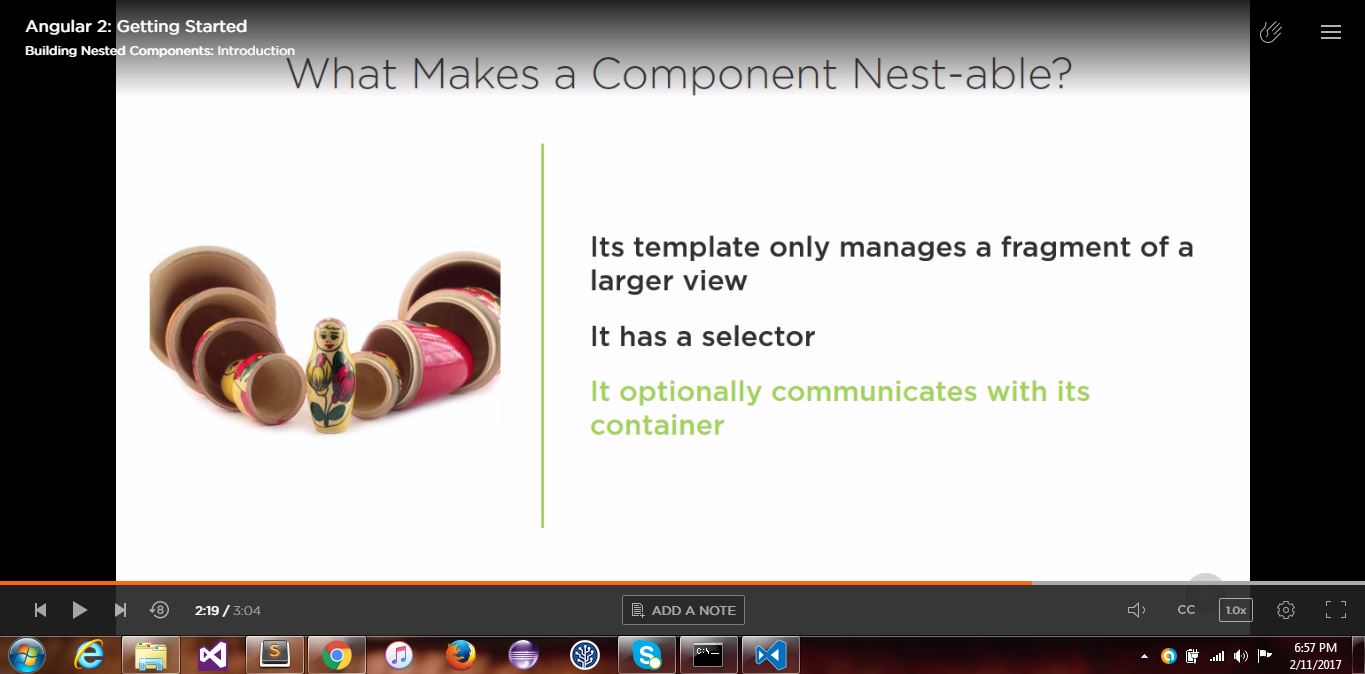 Angular 2: Getting Started
Building Nested Components: Introduction
What Makes a Component Nest-able?
Its template only manages a fragment of a
larger view
It has a selector
It optionally communicates with its
container
8
2:19 / 3:04
ADD A NOTE
CC
1.0x
S
C:\_
6:57 PM
2/11/2017